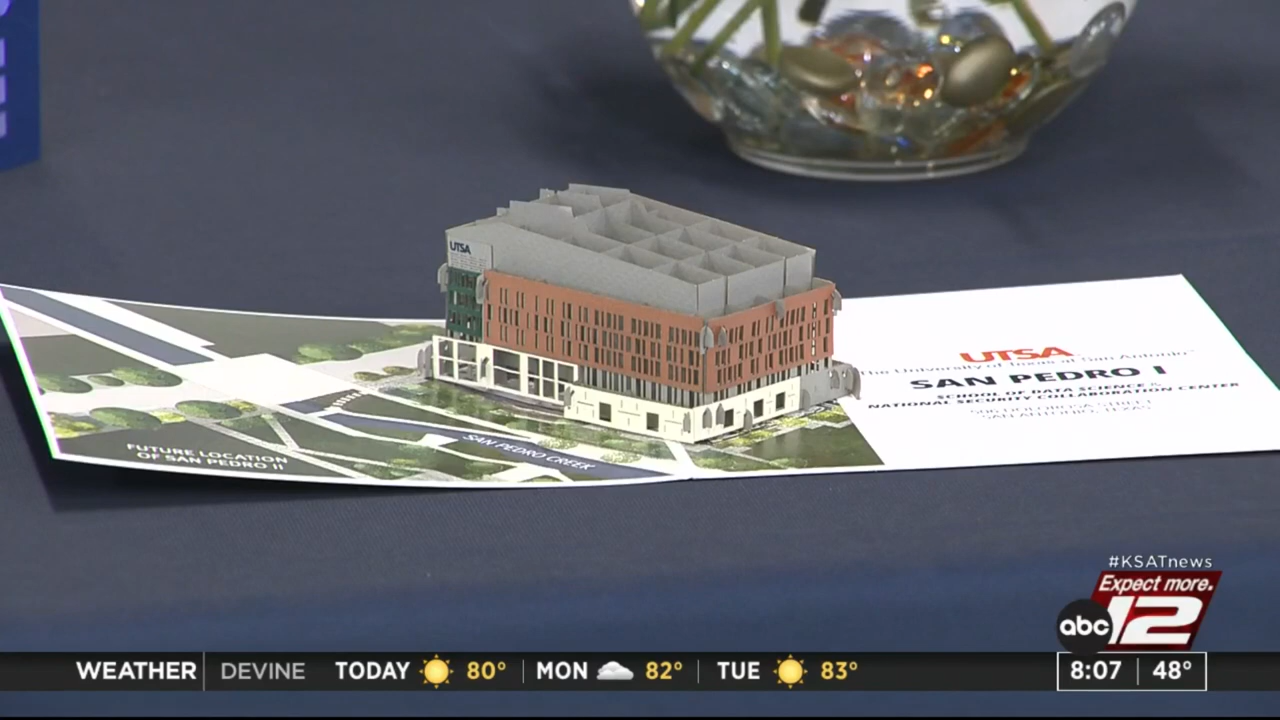 UTSA
UTSA
The University of Texas at San Antonio
SAN PEDRO I
SCHOOL OF DATA SCIENCE &
NATIONAL SECURITY COLLABORATION CENTER
SAN PEDRO CREEK
FUTURE LOCATION
OF SAN PEDRO II
#KSATnews
Expect more.
abc 12
WEATHER DEVINE TODAY 80° MON 82° TUE 83° 8:07 48°